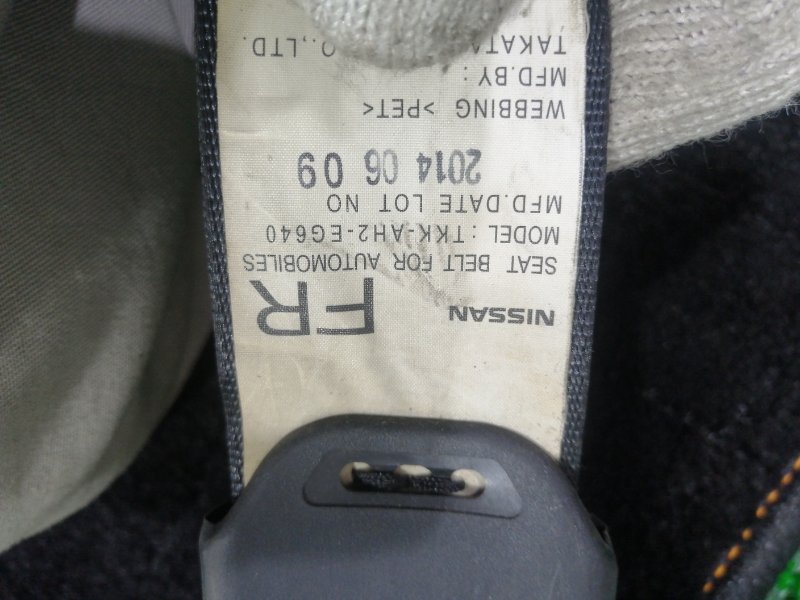 NISSAN FR
SEAT BELT FOR AUTOMOBILES
MODEL : TKK-AH2-EG640
MFD.DATE LOT NO
2014 06 09
WEBBING >PET<
MFD.BY :
TAKATA O.,LTD.